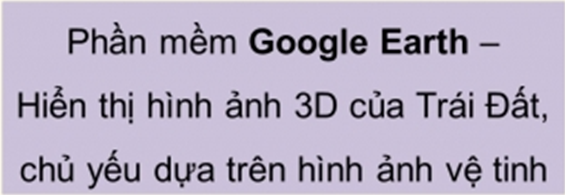 Phần mềm Google Earth –
Hiển thị hình ảnh 3D của Trái Đất,
chủ yếu dựa trên hình ảnh vệ tinh